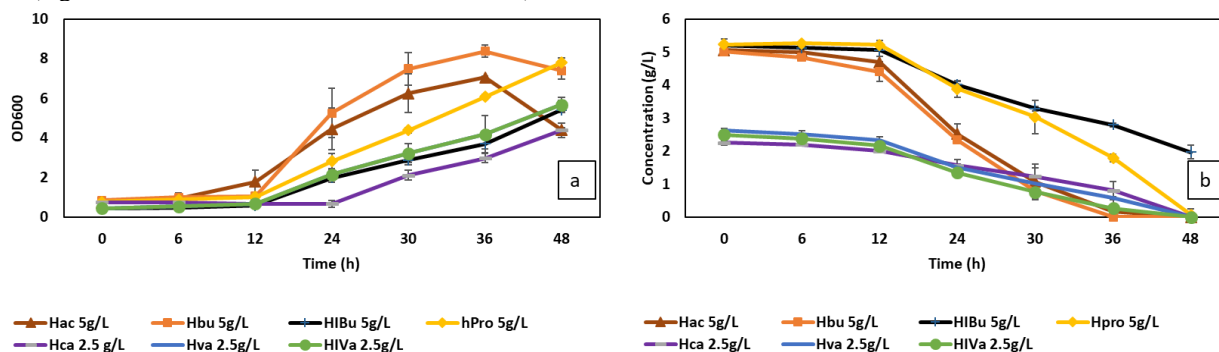 10
8
6
4
2
0
OD600
0 6 12 24 30 36 48
Time (h)
a
Hac 5g/L Hbu 5g/L HIBu 5g/L hPro 5g/L
Hca 2.5 g/L Hva 2.5g/L HIVa 2.5g/L
6
5
4
3
2
1
0
Concentration (g/L)
0 6 12 24 30 36 48
Time (h)
b
Hac 5g/L Hbu 5g/L HIBu 5g/L Hpro 5g/L
Hca 2.5 g/L Hva 2.5g/L HIVa 2.5g/L